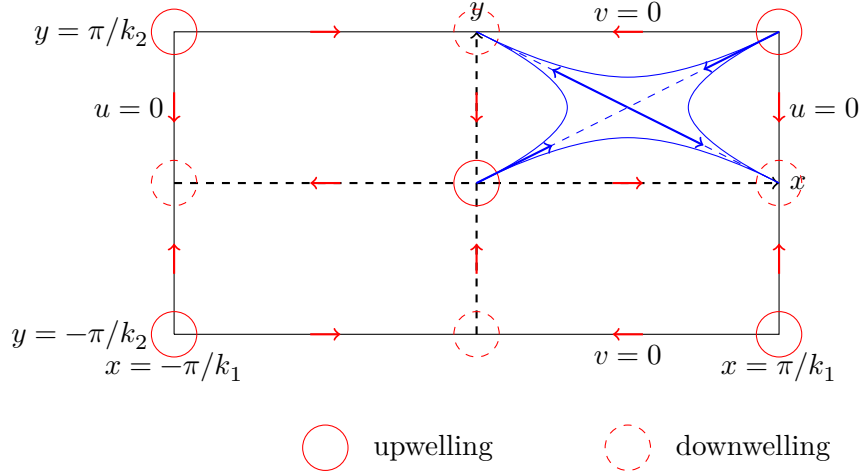 y
v = 0
y = π/k₂
u = 0
u = 0
x
y = −π/k₂
v = 0
x = −π/k₁
x = π/k₁
upwelling
downwelling